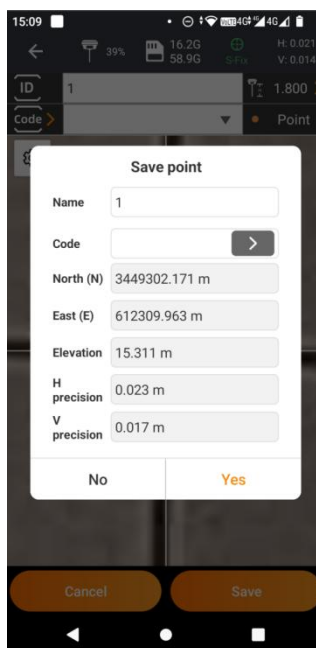 15:09 4G+ 4G
39% 16.2G 58.9G S-Fix H: 0.021 V: 0.014
ID 1 1.800
Code Point
Save point
Name 1
Code
North (N) 3449302.171 m
East (E) 612309.963 m
Elevation 15.311 m
H precision 0.023 m
V precision 0.017 m
No Yes
Cancel Save